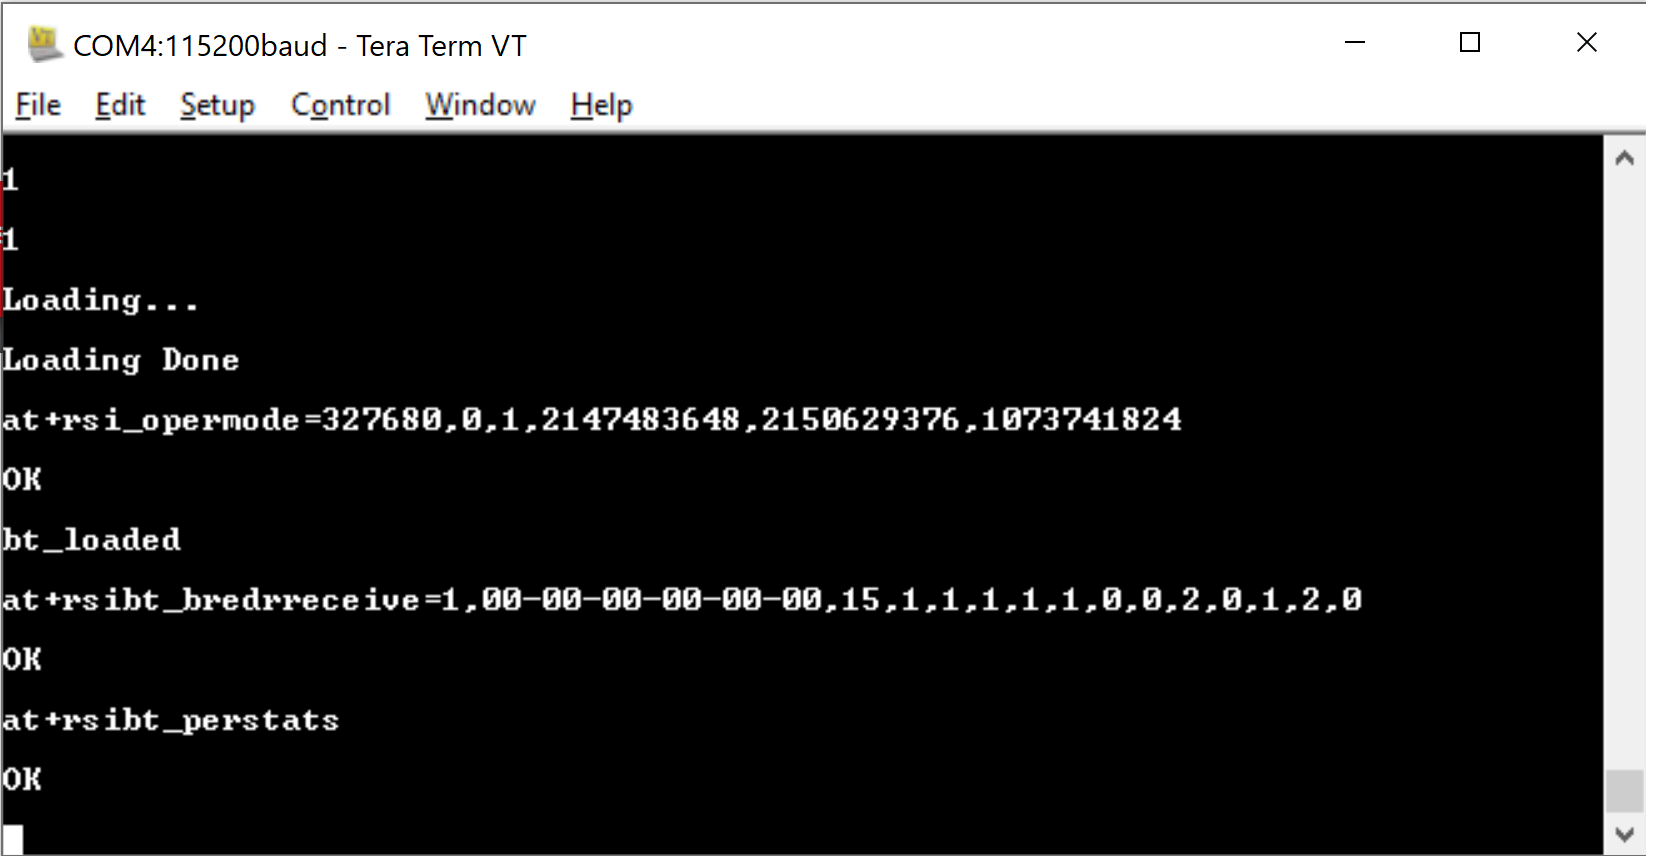 COM4:115200baud - Tera Term VT
File Edit Setup Control Window Help
1
1
Loading...
Loading Done
at+rsi_opermode=327680,0,1,2147483648,2150629376,1073741824
OK
bt_loaded
at+rsibt_bredrreceive=1,00-00-00-00-00-00,15,1,1,1,1,1,0,0,2,0,1,2,0
OK
at+rsibt_perstats
OK